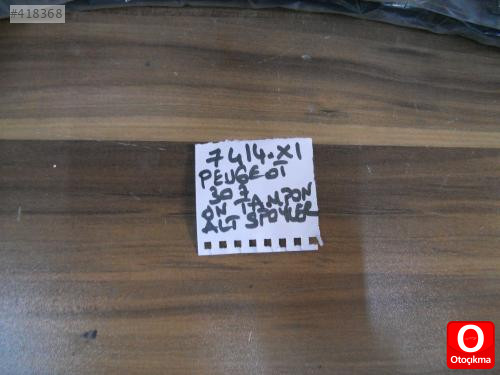 #418368
7414.X1
PEUGEOT
307
ÖN TAMPON
ALT SPOYLER
O
Otoçıkma